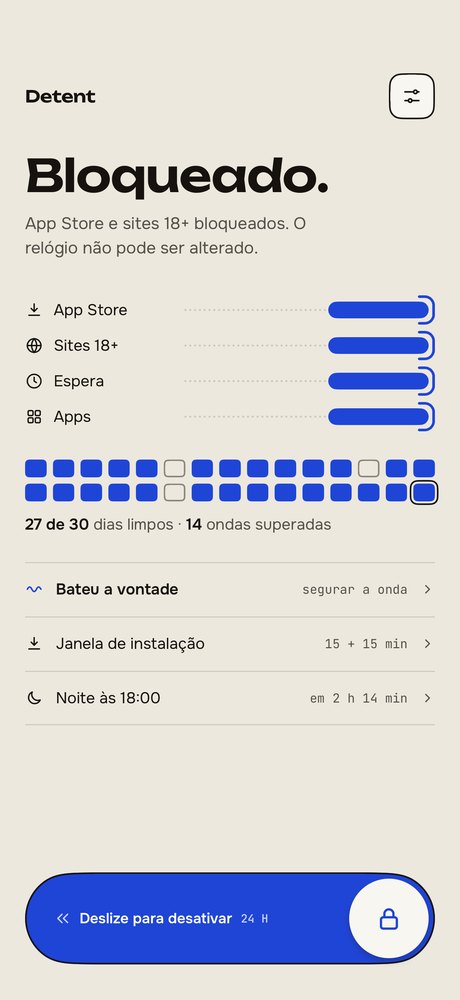 Detent
Bloqueado.
App Store e sites 18+ bloqueados. O
relógio não pode ser alterado.
App Store
Sites 18+
Espera
Apps
27 de 30 dias limpos · 14 ondas superadas
Bateu a vontade segurar a onda
Janela de instalação 15 + 15 min
Noite às 18:00 em 2 h 14 min
Deslize para desativar 24 H